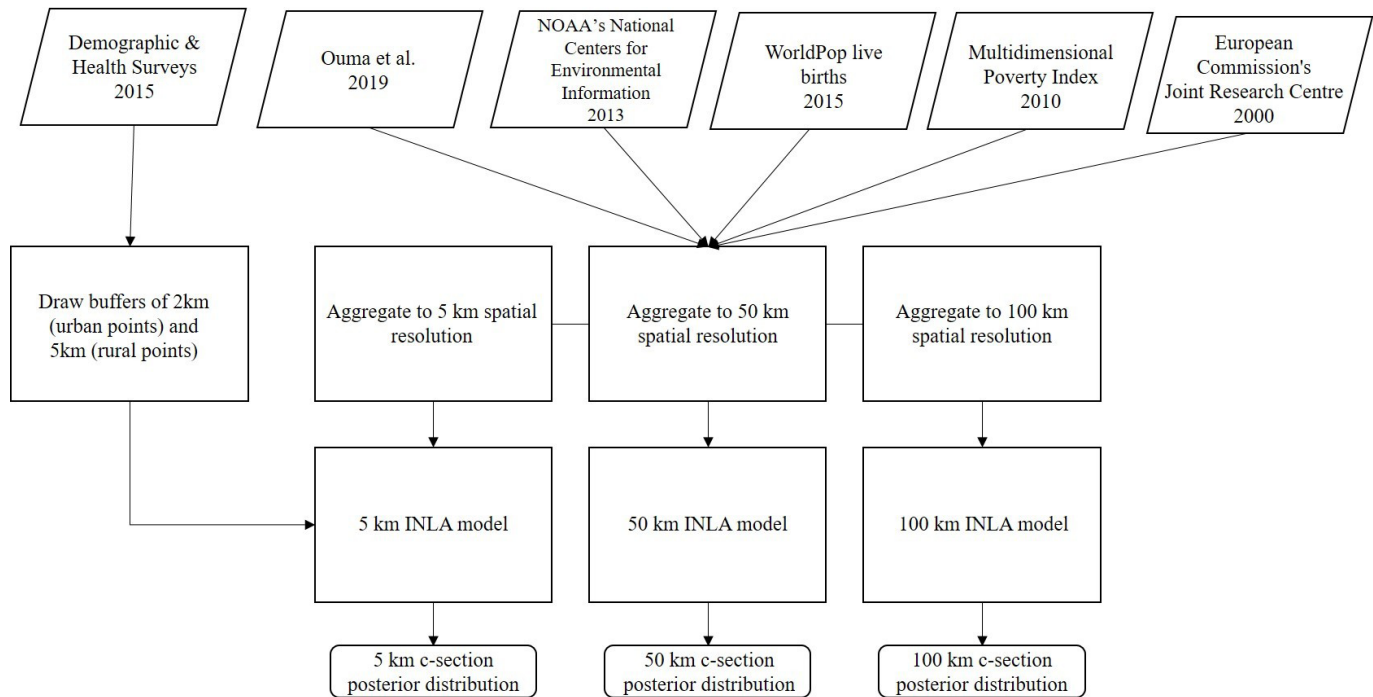 Demographic &
Health Surveys
2015
Ouma et al.
2019
NOAA's National
Centers for
Environmental
Information
2013
WorldPop live
births
2015
Multidimensional
Poverty Index
2010
European
Commission's
Joint Research Centre
2000
Draw buffers of 2km
(urban points) and
5km (rural points)
Aggregate to 5 km spatial
resolution
Aggregate to 50 km
spatial resolution
Aggregate to 100 km
spatial resolution
5 km INLA model
50 km INLA model
100 km INLA model
5 km c-section
posterior distribution
50 km c-section
posterior distribution
100 km c-section
posterior distribution